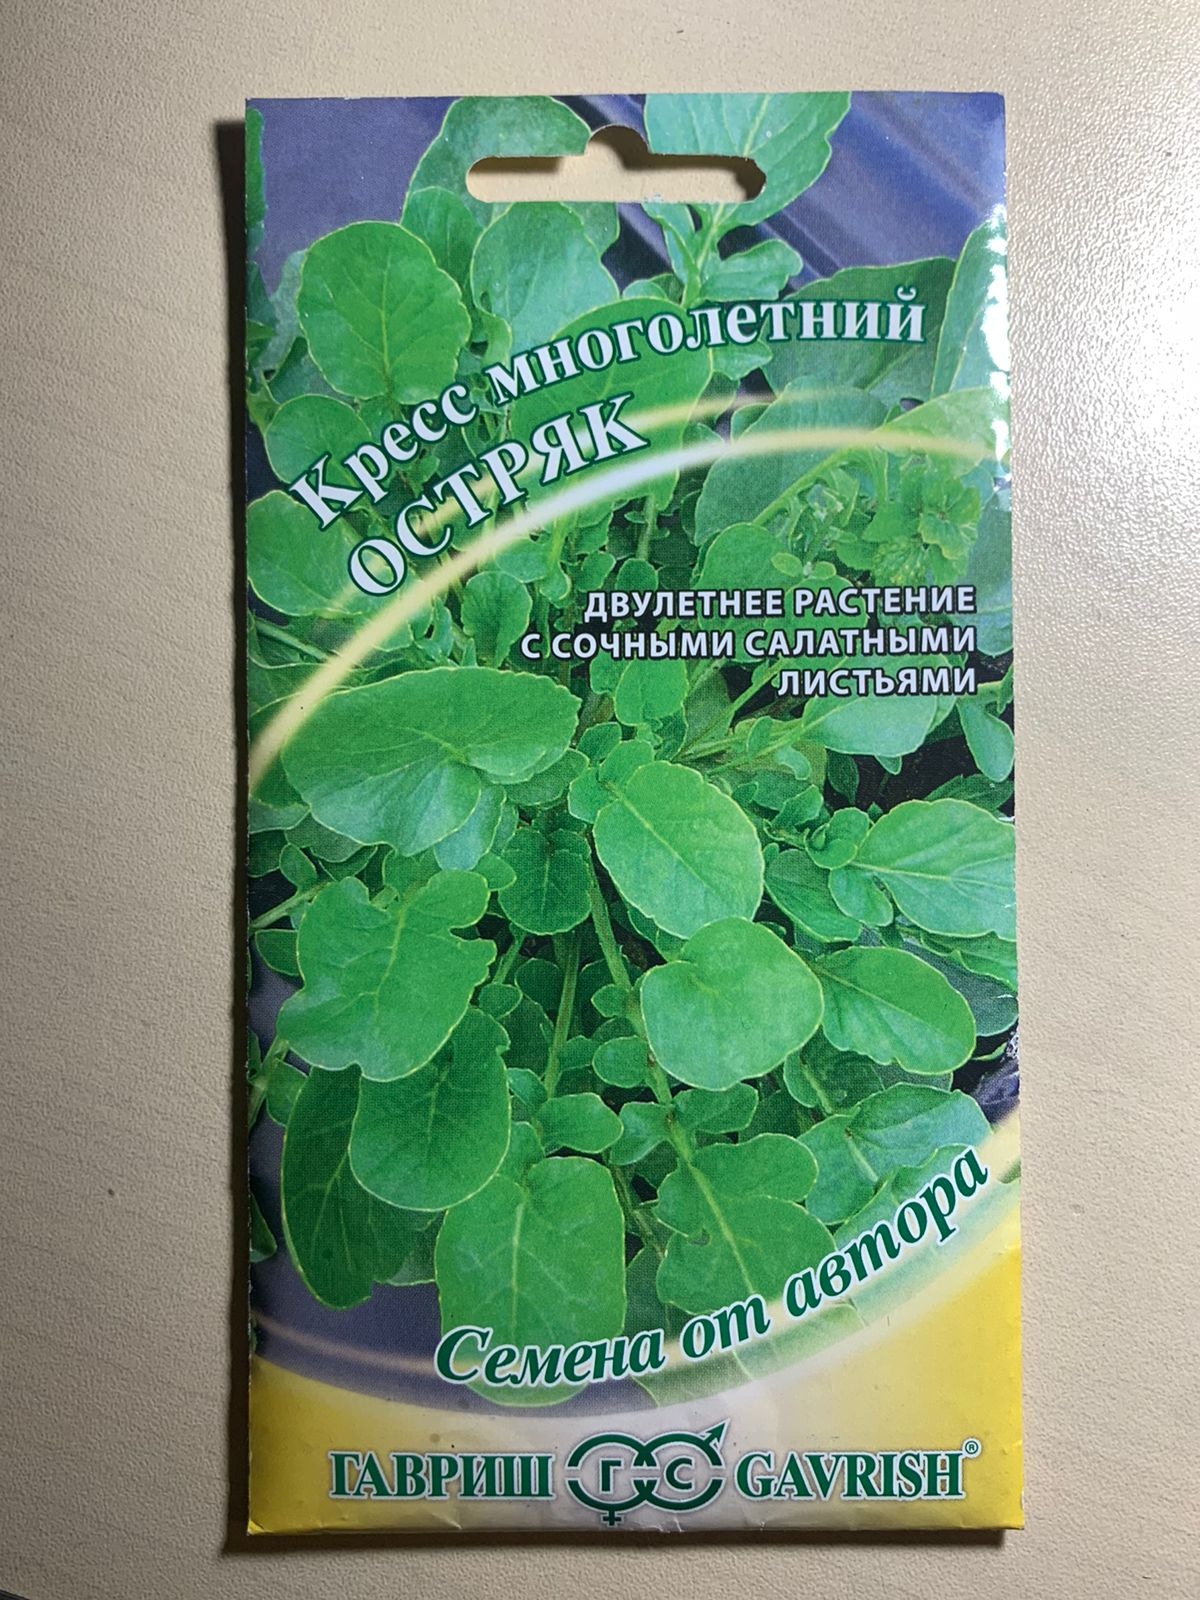 Кресс многолетний
ОСТРЯК
ДВУЛЕТНЕЕ РАСТЕНИЕ
С СОЧНЫМИ САЛАТНЫМИ
ЛИСТЬЯМИ
Семена от автора
ГАВРИШ ГС GAVRISH®